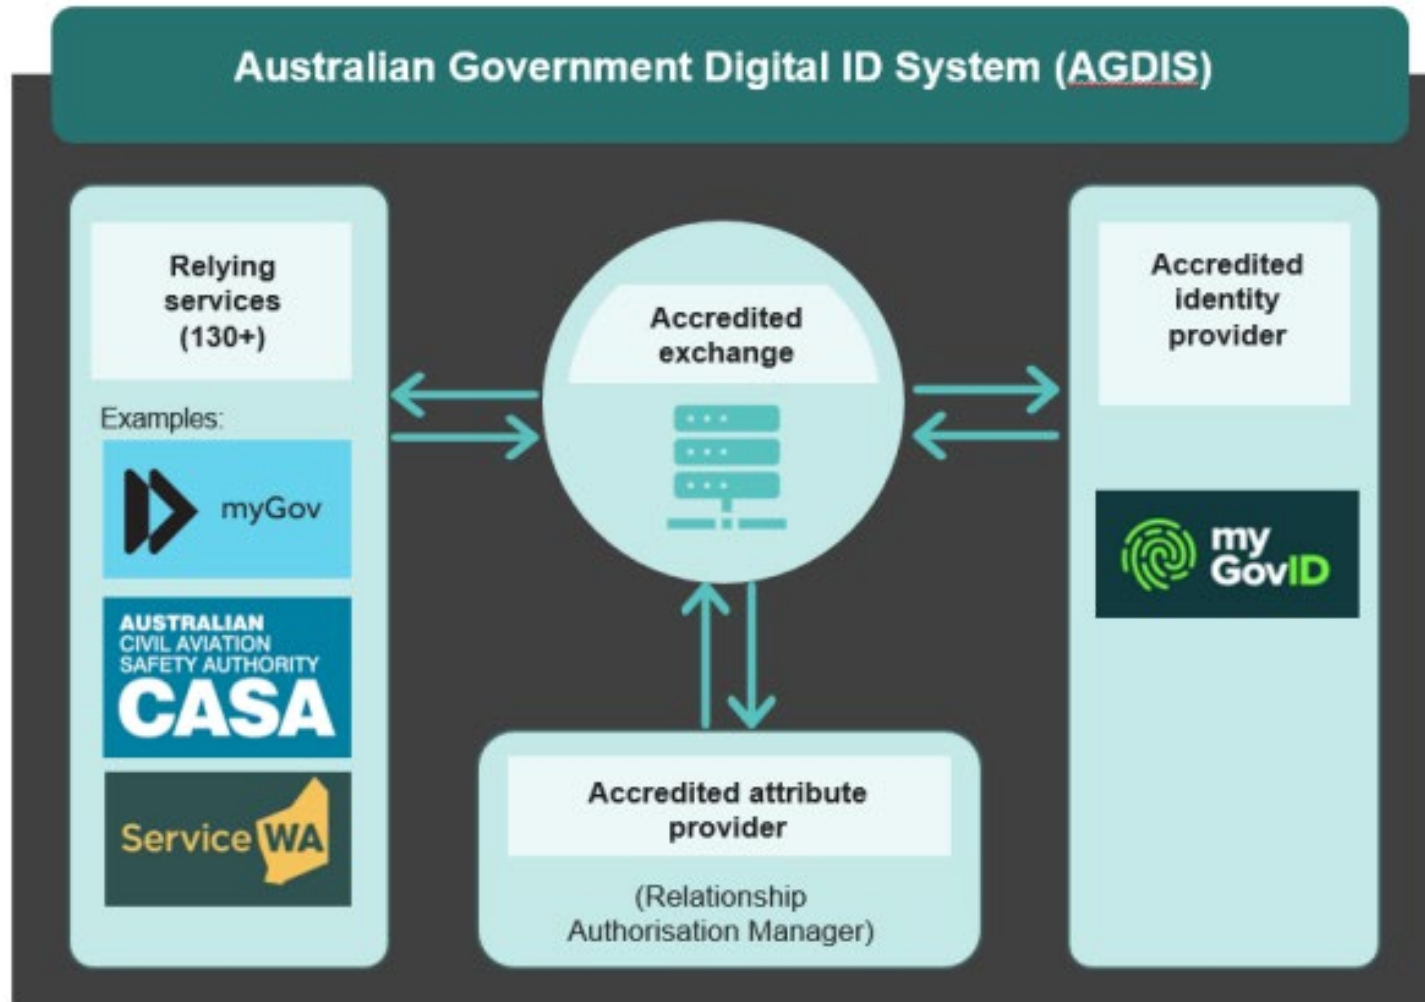 Australian Government Digital ID System (AGDIS)
Relying
services
(130+)
Examples:
myGov
AUSTRALIAN
CIVIL AVIATION
SAFETY AUTHORITY
CASA
Service WA
Accredited
exchange
Accredited attribute
provider
(Relationship
Authorisation Manager)
Accredited
identity
provider
my
GovID